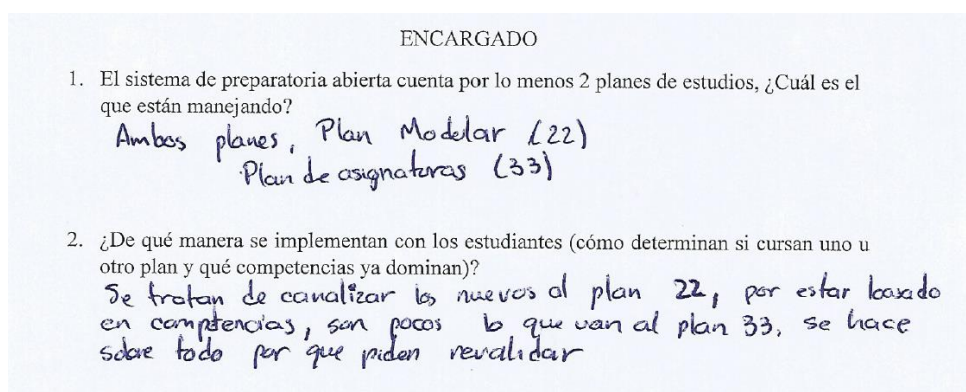 ENCARGADO
1. El sistema de preparatoria abierta cuenta por lo menos 2 planes de estudios, ¿Cuál es el
que están manejando?
Ambos planes, Plan Modelar (22)
Plan de asignaturas (33)
2. ¿De qué manera se implementan con los estudiantes (cómo determinan si cursan uno u
otro plan y qué competencias ya dominan)?
Se tratan de canalizar los nuevos al plan 22, por estar basado
en comptencias, son pocos lo que van al plan 33, se hace
sobre todo por que piden revalidar